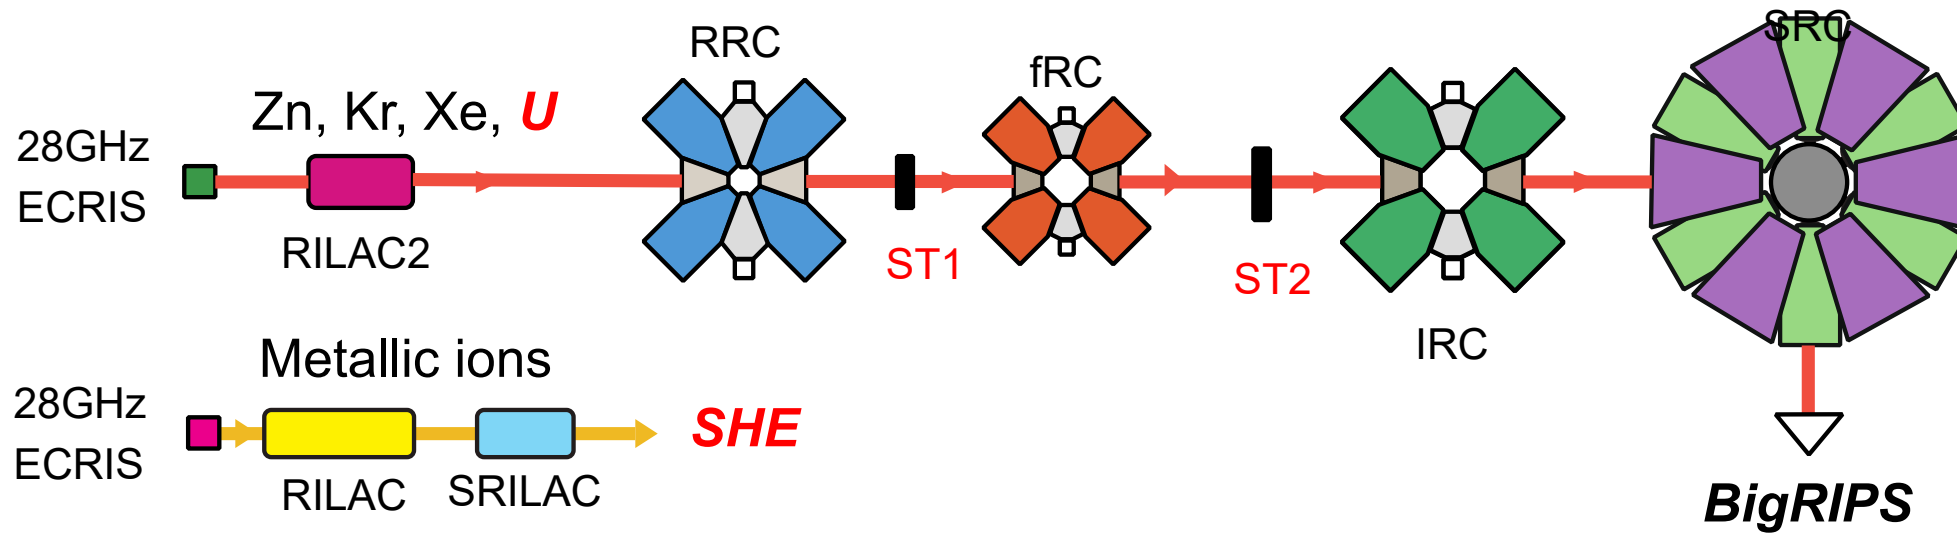 RRC
SRC
fRC
Zn, Kr, Xe, U
28GHz
ECRIS
RILAC2
ST1
ST2
IRC
Metallic ions
28GHz
ECRIS
SHE
RILAC
SRILAC
BigRIPS